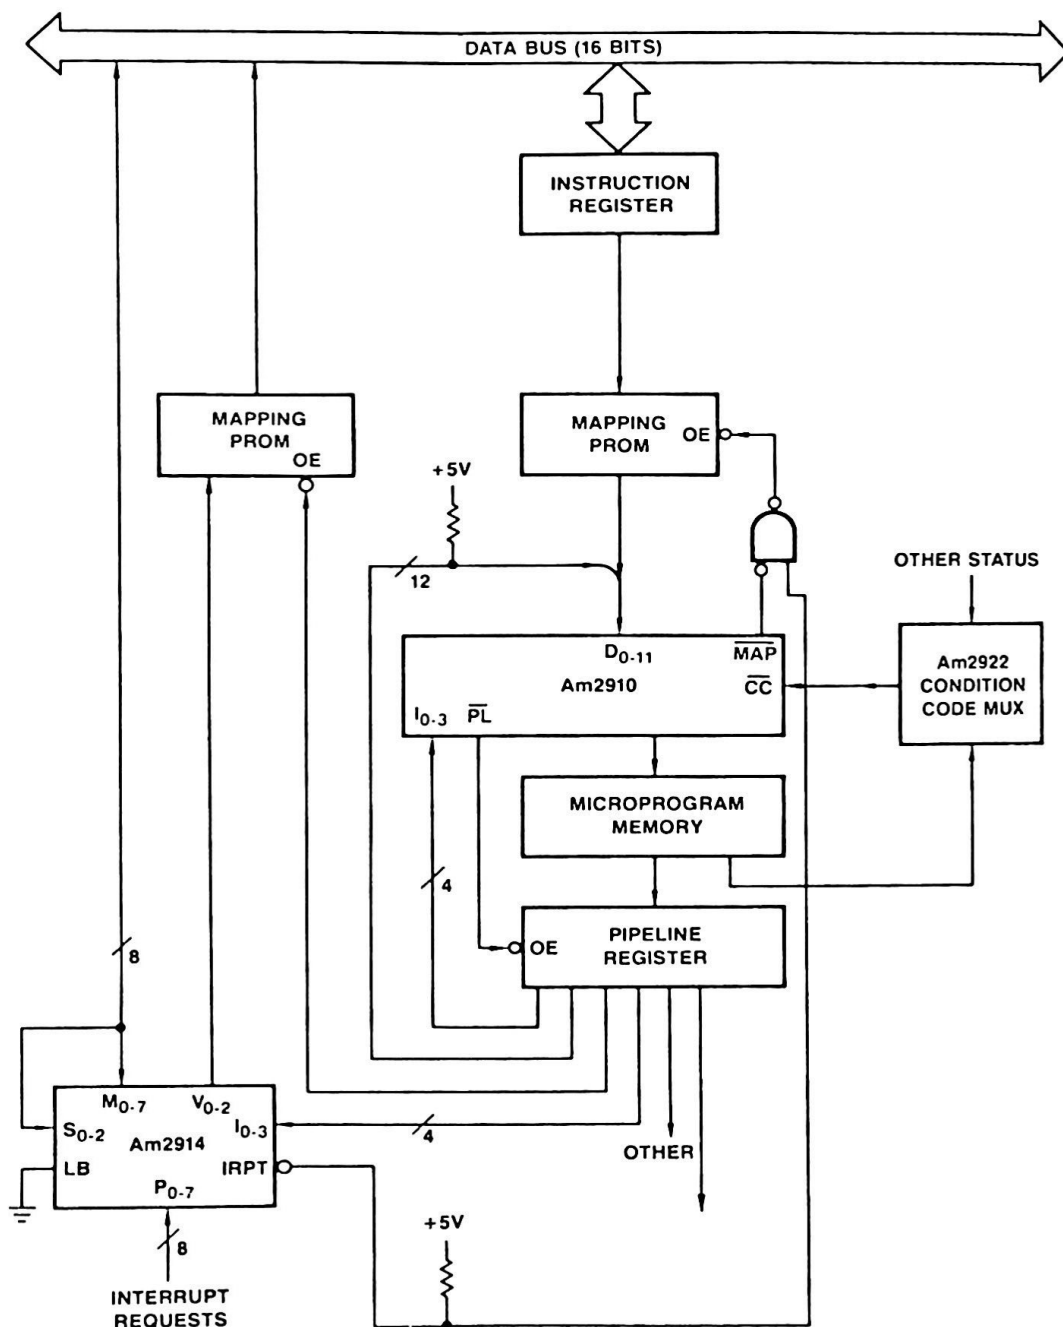 DATA BUS (16 BITS)
INSTRUCTION
REGISTER
MAPPING
PROM
OE
MAPPING
PROM
OE
+5V
12
OTHER STATUS
D0-11
MAP
Am2910
CC
I0-3
PL
Am2922
CONDITION
CODE MUX
MICROPROGRAM
MEMORY
4
PIPELINE
REGISTER
OE
8
M0-7
V0-2
I0-3
S0-2
Am2914
LB
IRPT
P0-7
4
OTHER
+5V
8
INTERRUPT
REQUESTS